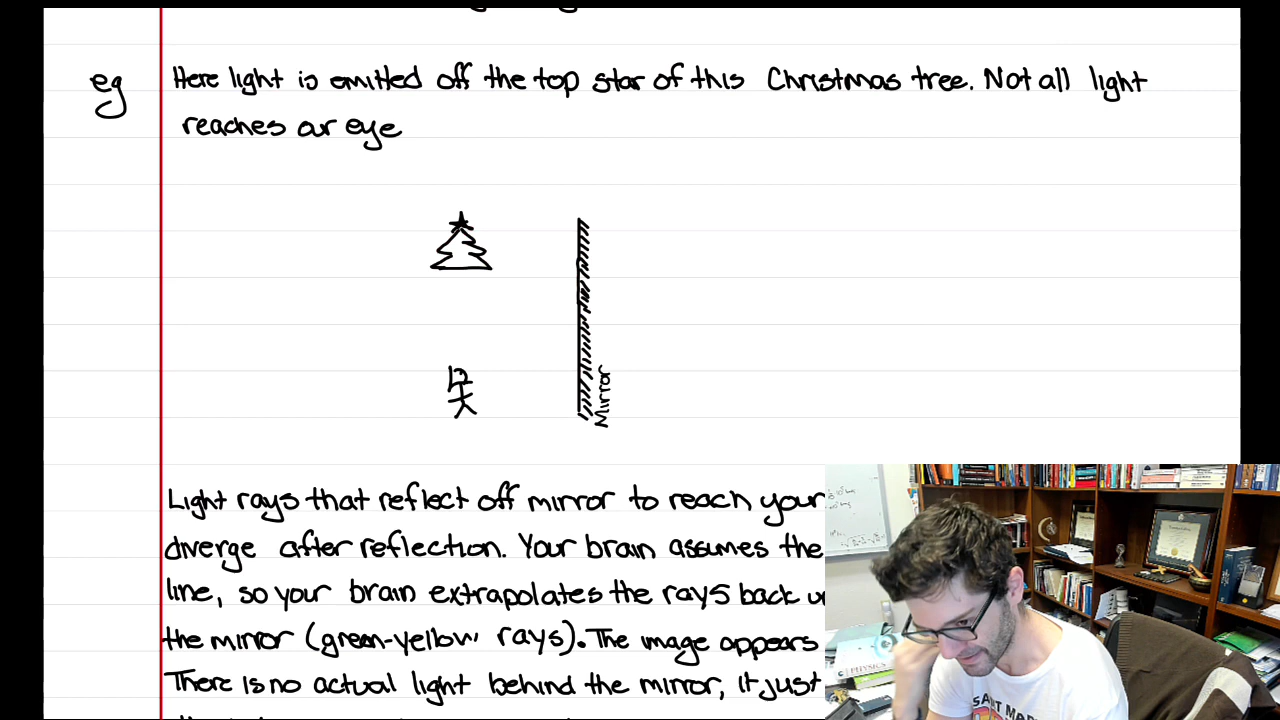 eg Here light is emitted off the top star of this Christmas tree. Not all light
reaches our eye
Mirror
Light rays that reflect off mirror to reach your
diverge after reflection. Your brain assumes the
line, so your brain extrapolates the rays back
the mirror (green-yellow rays). The image appears
There is no actual light behind the mirror, it just
PHYSICS
SAINT MAR